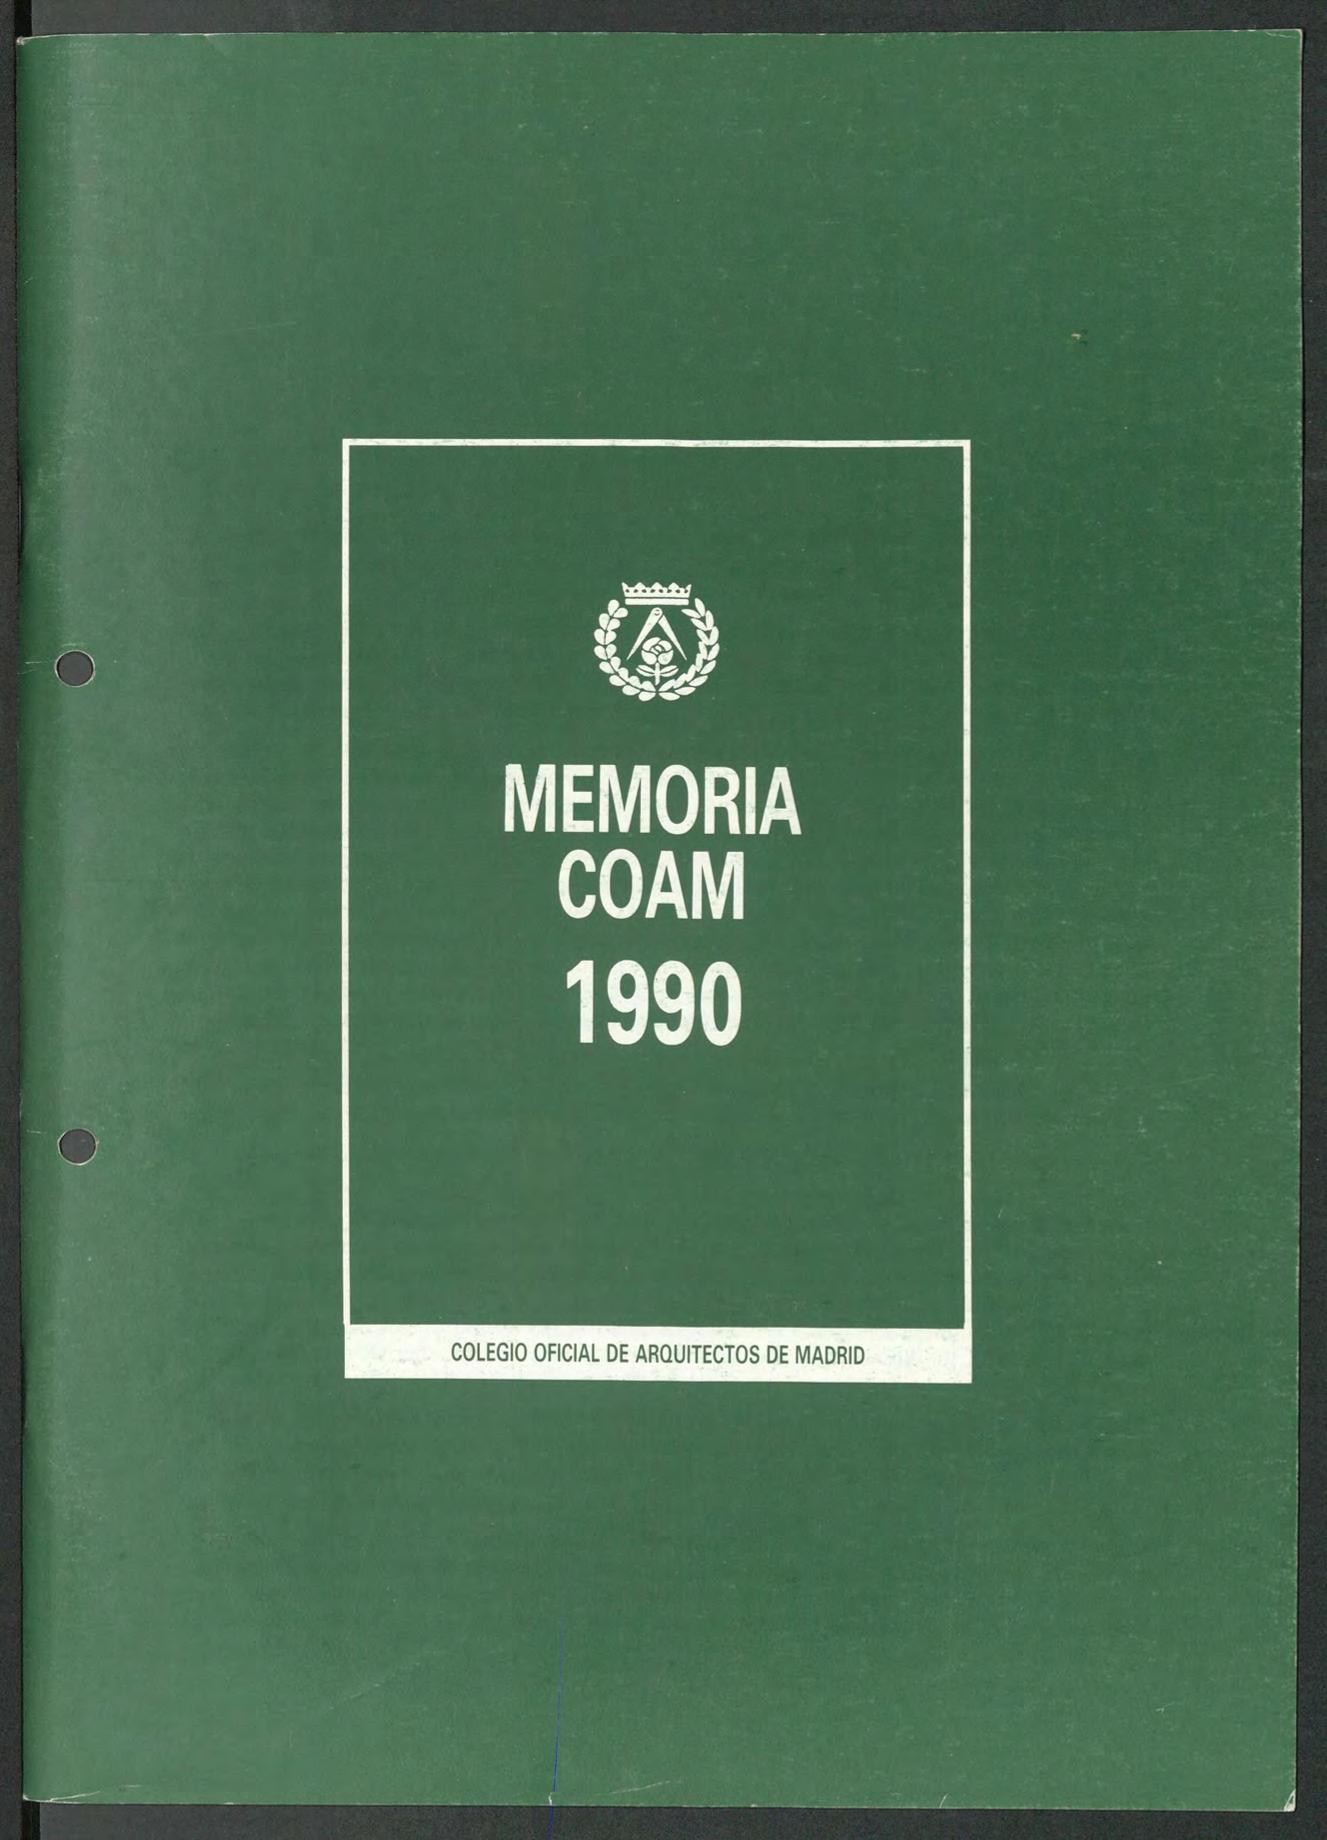 MEMORIA
COAM
1990
COLEGIO OFICIAL DE ARQUITECTOS DE MADRID